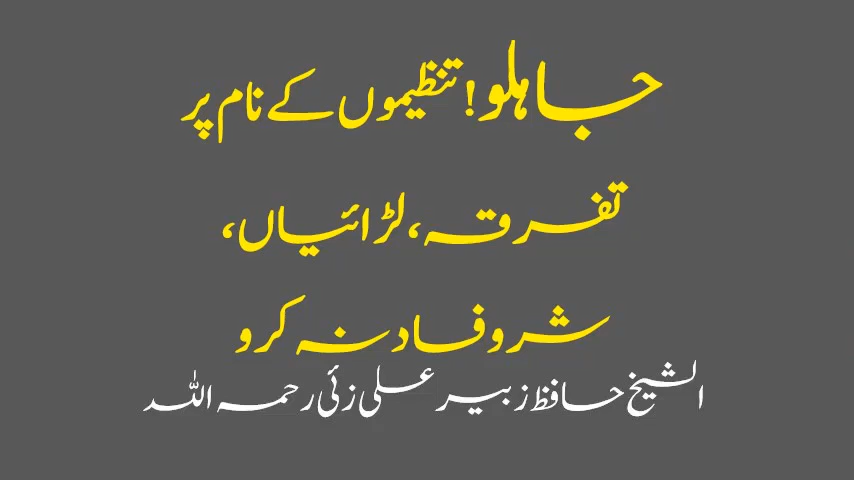 جاہلو! تنظیموں کے نام پر
تفرقہ، لڑائیاں،
شر و فساد نہ کرو
الشیخ حافظ زبیر علی زئی رحمہ اللہ